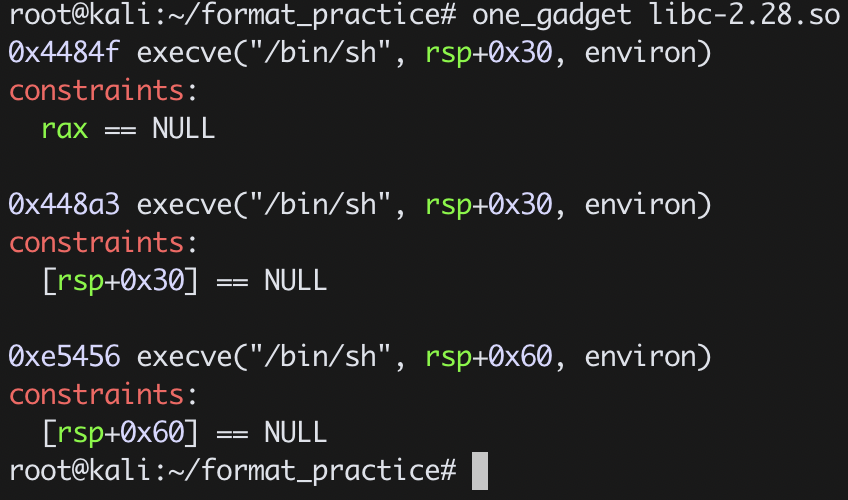 root@kali:~/format_practice# one_gadget libc-2.28.so
0x4484f execve("/bin/sh", rsp+0x30, environ)
constraints:
  rax == NULL

0x448a3 execve("/bin/sh", rsp+0x30, environ)
constraints:
  [rsp+0x30] == NULL

0xe5456 execve("/bin/sh", rsp+0x60, environ)
constraints:
  [rsp+0x60] == NULL
root@kali:~/format_practice#